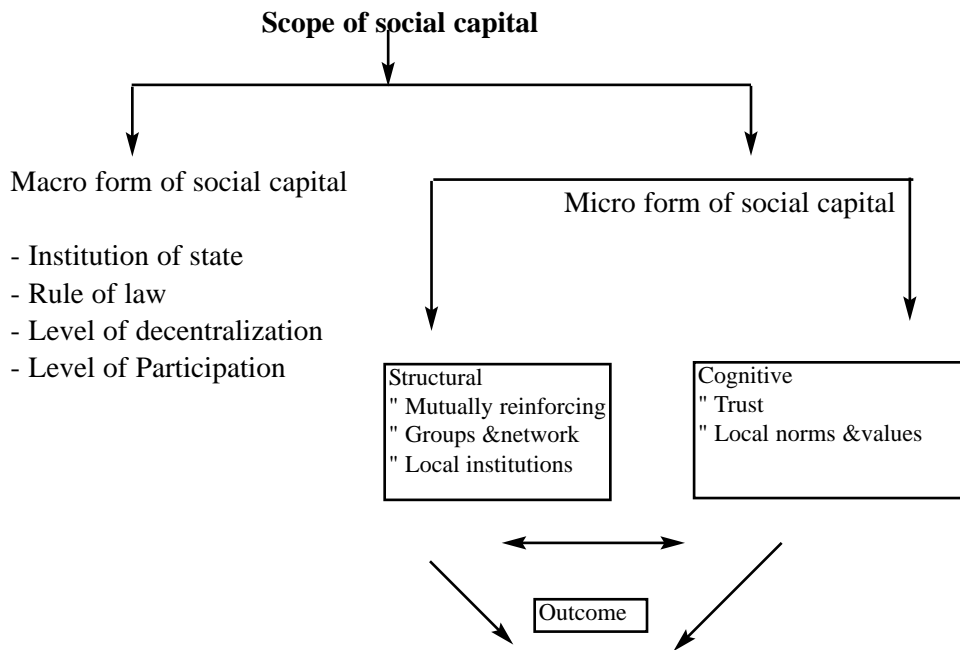 Scope of social capital
Macro form of social capital
- Institution of state
- Rule of law
- Level of decentralization
- Level of Participation
Micro form of social capital
Structural
" Mutually reinforcing
" Groups &network
" Local institutions
Cognitive
" Trust
" Local norms &values
Outcome